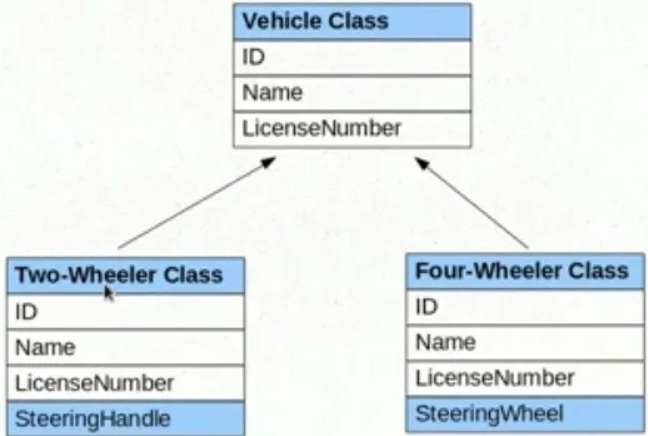 Vehicle Class
ID
Name
LicenseNumber
Two-Wheeler Class
ID
Name
LicenseNumber
SteeringHandle
Four-Wheeler Class
ID
Name
LicenseNumber
SteeringWheel